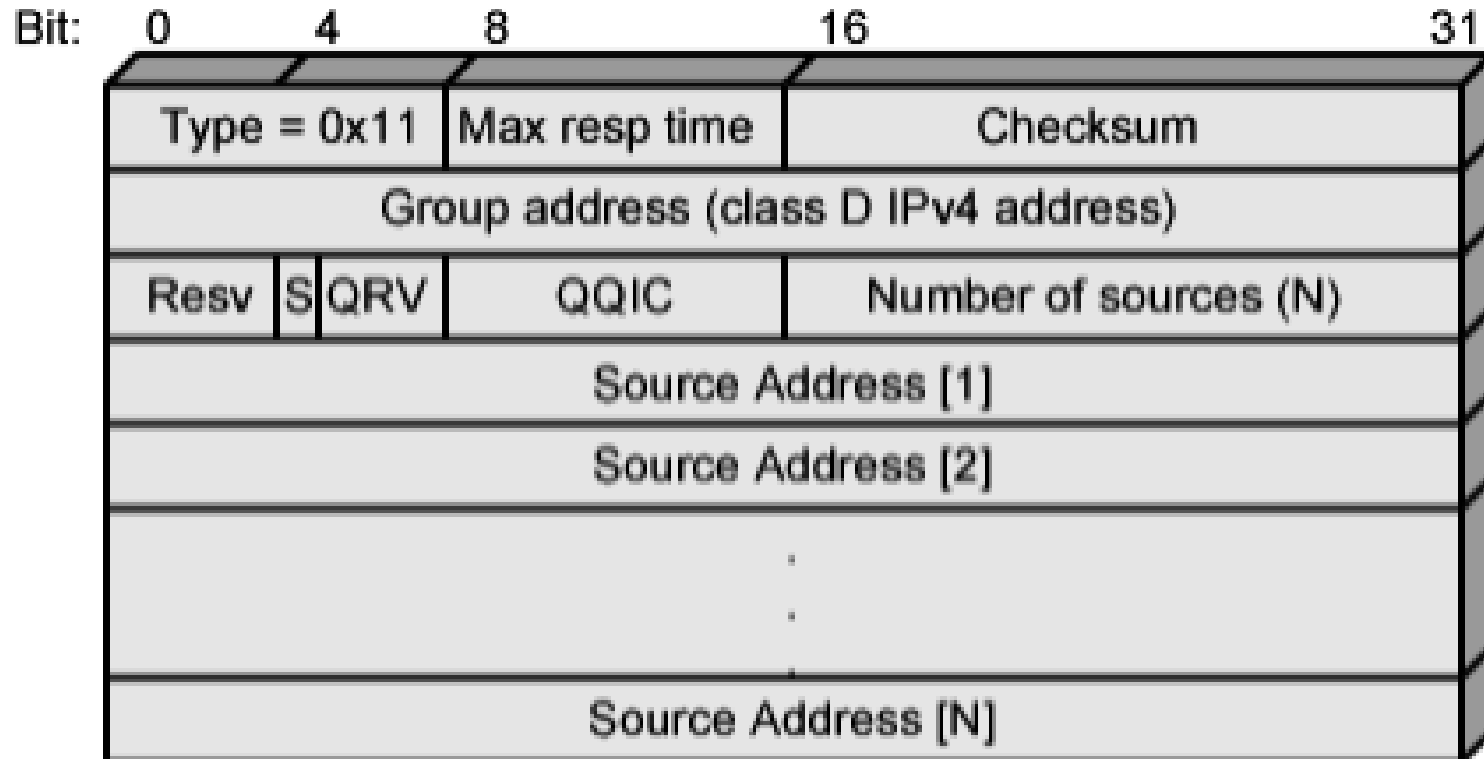 Bit: 0 4 8 16 31
Type = 0x11 Max resp time Checksum
Group address (class D IPv4 address)
Resv S QRV QQIC Number of sources (N)
Source Address [1]
Source Address [2]
.
.
.
Source Address [N]